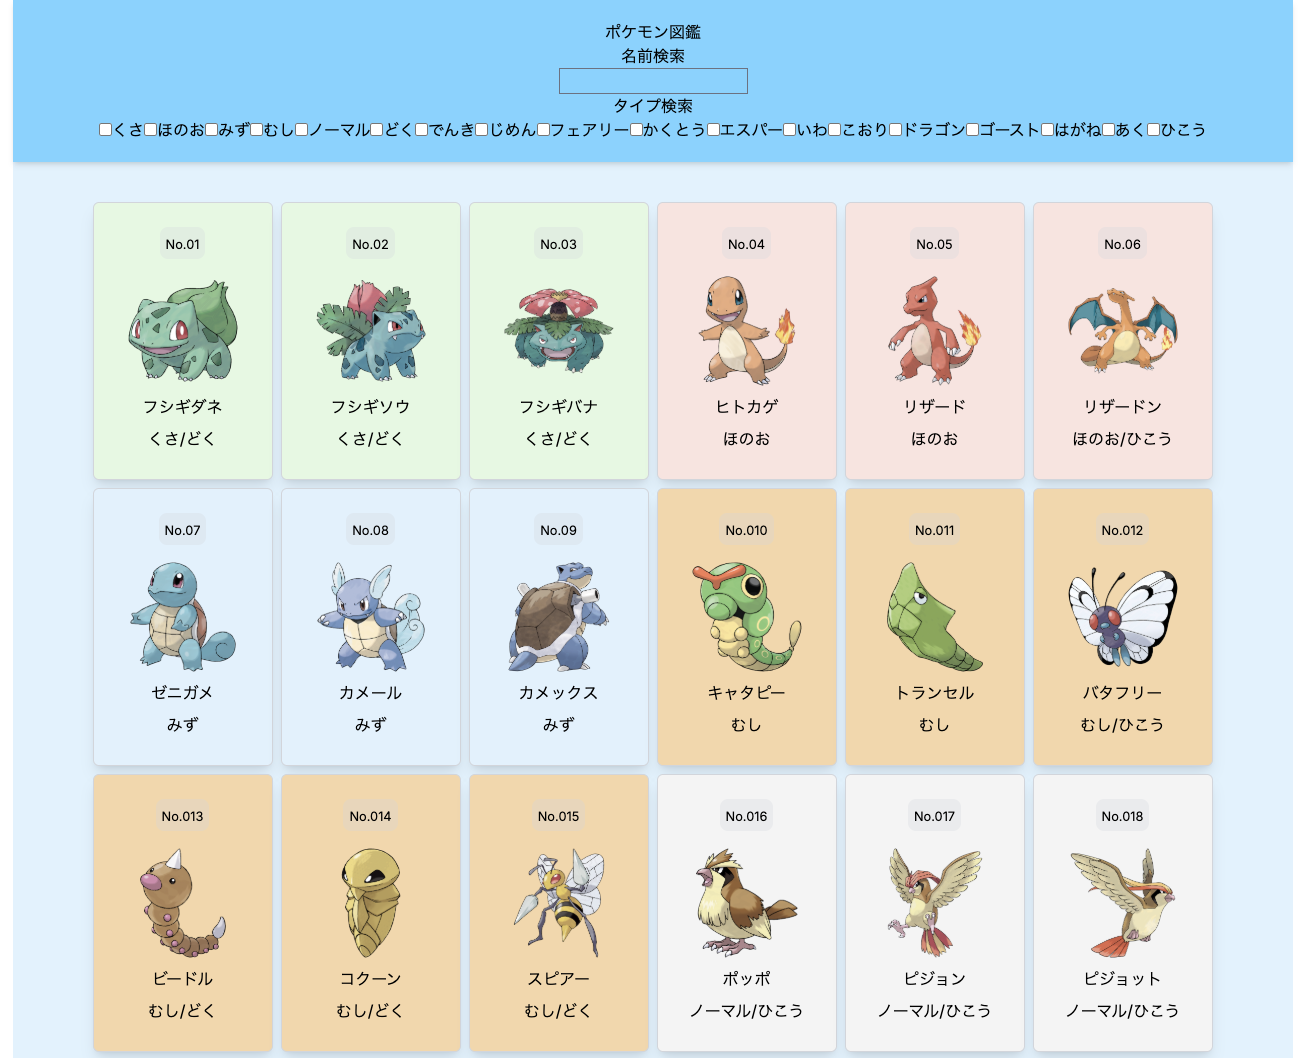 ポケモン図鑑
名前検索
タイプ検索
くさ ほのお みず むし ノーマル どく でんき じめん フェアリー かくとう エスパー いわ こおり ドラゴン ゴースト はがね あく ひこう
No.01 No.02 No.03 No.04 No.05 No.06
フシギダネ フシギソウ フシギバナ ヒトカゲ リザード リザードン
くさ/どく くさ/どく くさ/どく ほのお ほのお ほのお/ひこう
No.07 No.08 No.09 No.010 No.011 No.012
ゼニガメ カメール カメックス キャタピー トランセル バタフリー
みず みず みず むし むし むし/ひこう
No.013 No.014 No.015 No.016 No.017 No.018
ビードル コクーン スピアー ポッポ ピジョン ピジョット
むし/どく むし/どく むし/どく ノーマル/ひこう ノーマル/ひこう ノーマル/ひこう